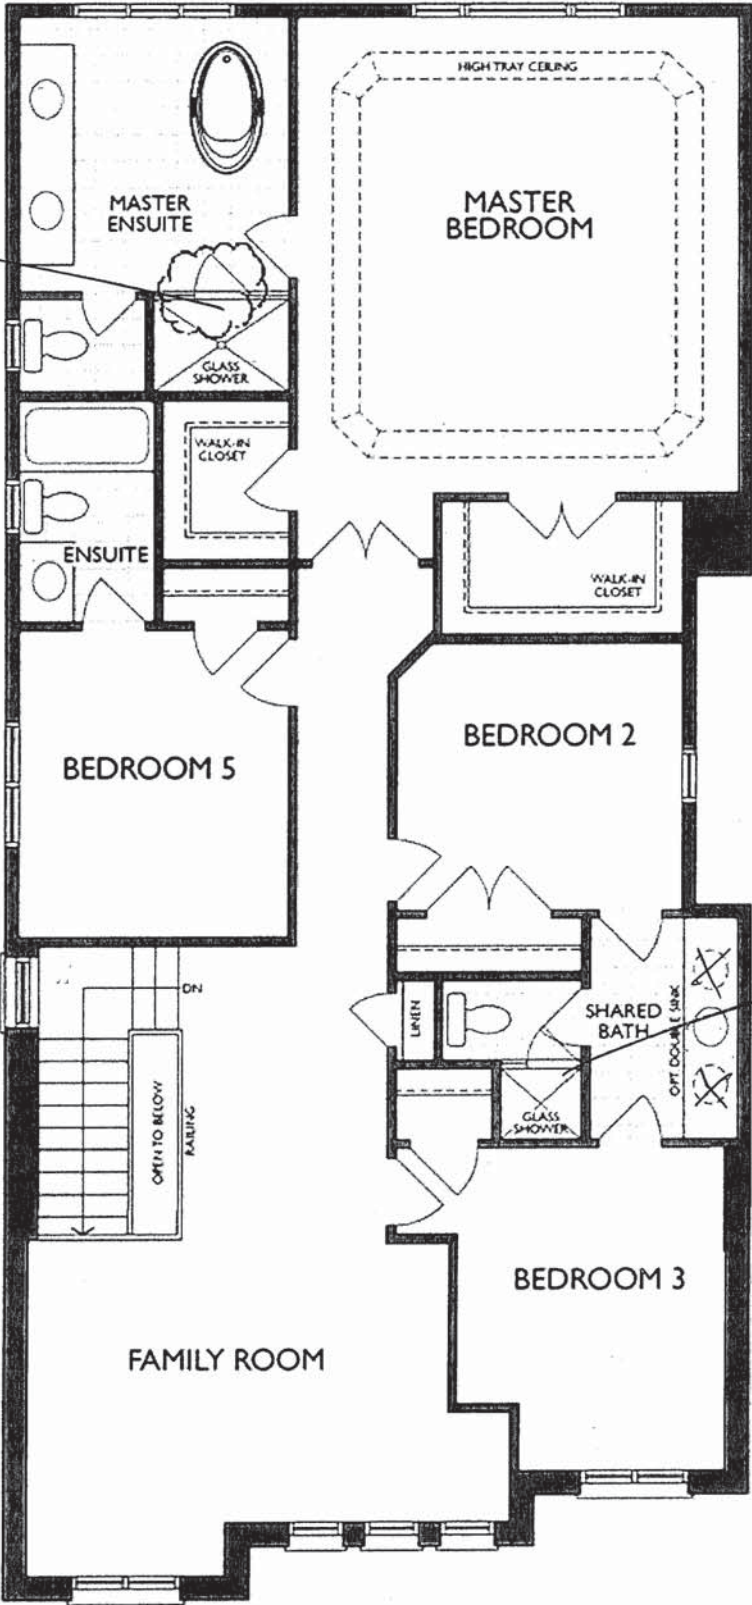 HIGH TRAY CEILING
MASTER
ENSUITE
MASTER
BEDROOM
GLASS
SHOWER
WALK-IN
CLOSET
ENSUITE
WALK-IN
CLOSET
BEDROOM 5
BEDROOM 2
DN
LINEN
SHARED
BATH
OPT DOUBLE SINK
OPEN TO BELOW
RAILING
GLASS
SHOWER
BEDROOM 3
FAMILY ROOM